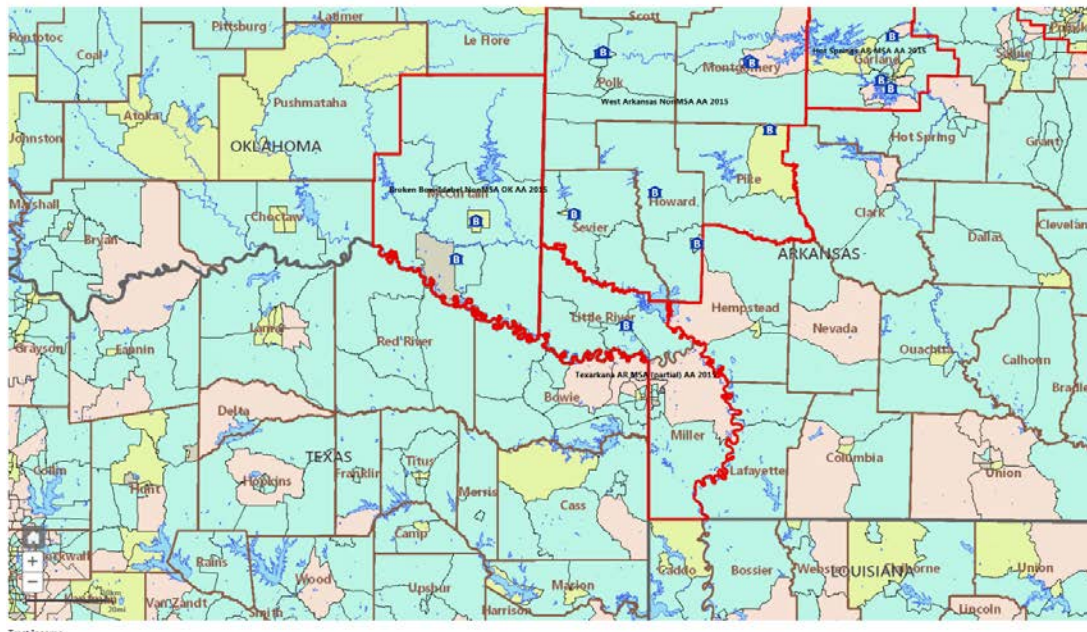 Pittsburg
Latimer
Le Flore
Scott
Pontotoc
Coal
Hot Springs AR MSA AA 2015
Garland
Saline
Polk
Montgomery
Pushmataha
West Arkansas NonMSA AA 2015
Atoka
Johnston
OKLAHOMA
Hot Spring
Grant
Pike
McCurtain
Howard
Marshall
Choctaw
Sevier
Clark
Bryan
Dallas
Cleveland
ARKANSAS
Hempstead
Little River
Lamar
Nevada
Red River
Grayson
Fannin
Ouachita
Calhoun
Texarkana AR MSA (partial) AA 2015
Bowie
Delta
Miller
TEXAS
Titus
Columbia
Collin
Hunt
Hopkins
Franklin
Morris
Cass
Lafayette
Union
Camp
Rains
Wood
Caddo
Bossier
LOUISIANA
Union
Van Zandt
Smith
Upshur
Marion
Harrison
Lincoln
20mi
B
B
B
B
B
B
B
B
B
B
B
B
+
−